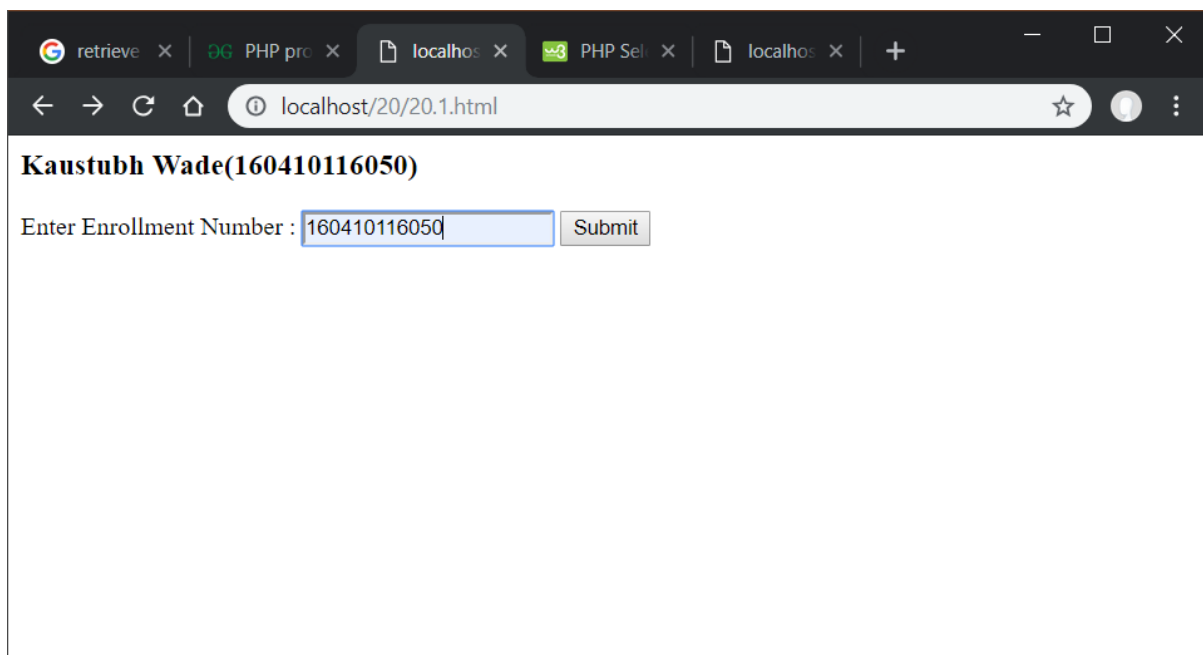 retrieve PHP pro localhos PHP Sel localhos
localhost/20/20.1.html
Kaustubh Wade(160410116050)
Enter Enrollment Number : 160410116050 Submit